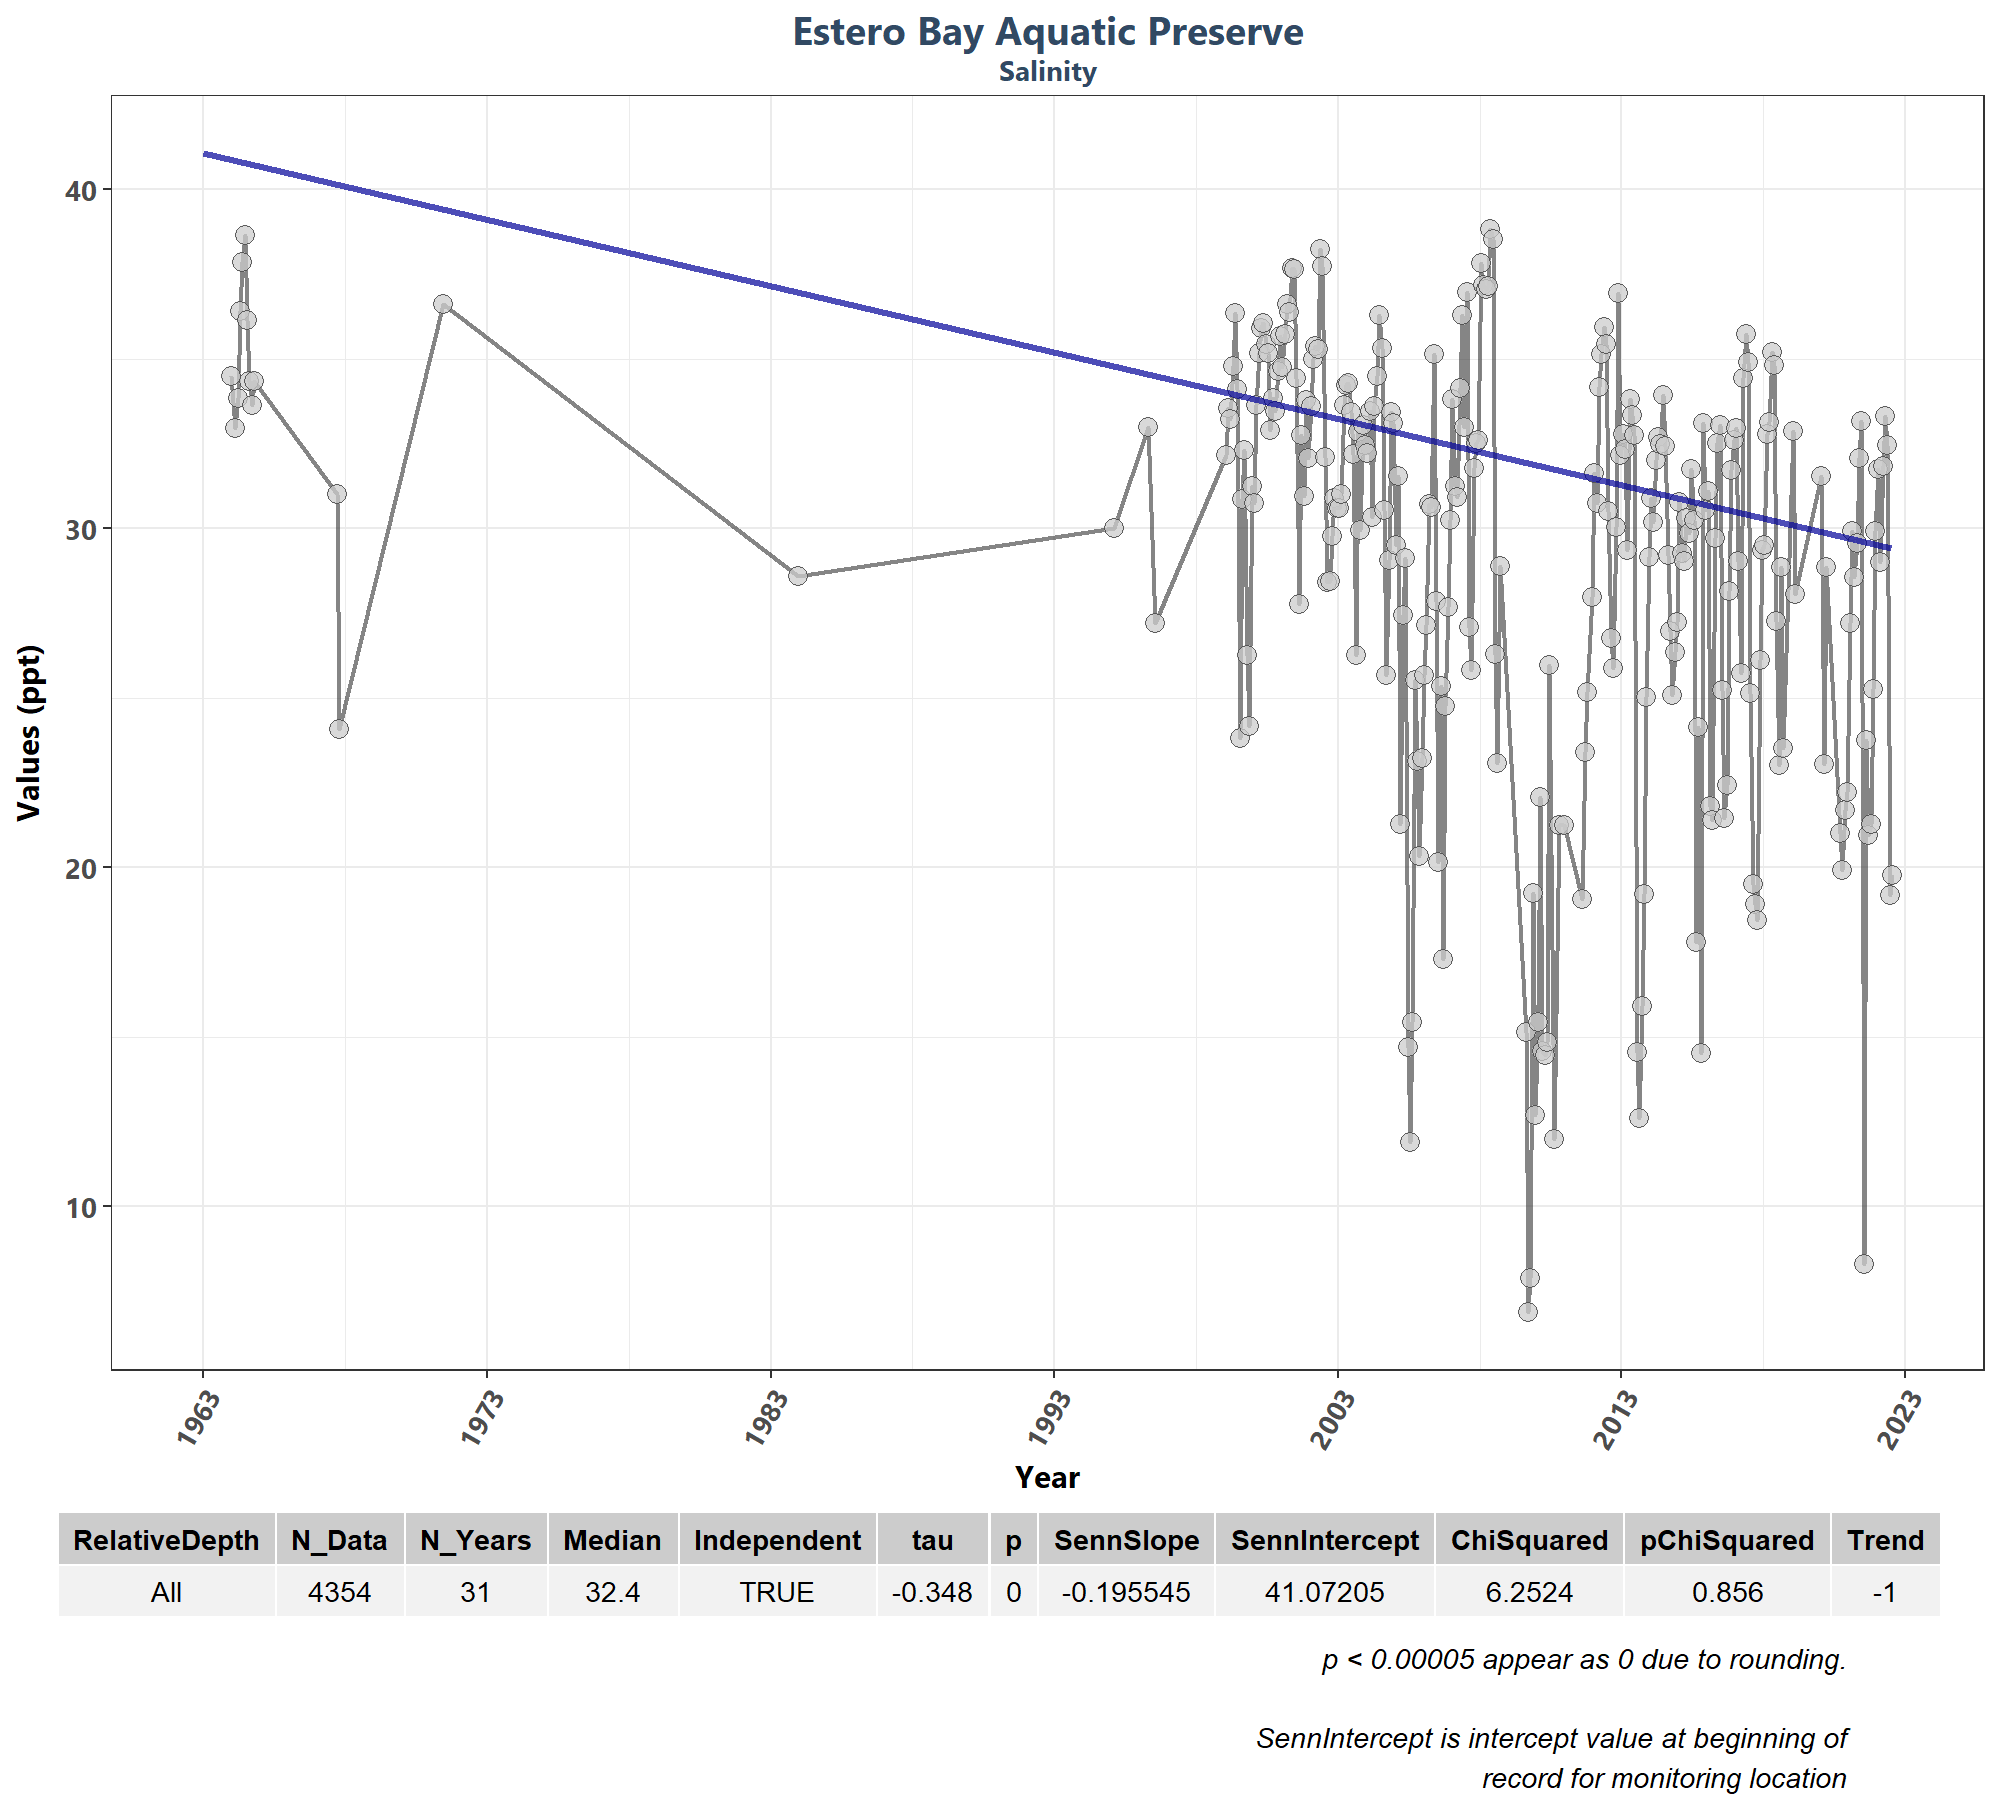 Estero Bay Aquatic Preserve
Salinity
Values (ppt)
40
30
20
10
1963 1973 1983 1993 2003 2013 2023
Year
RelativeDepth N_Data N_Years Median Independent tau p SennSlope SennIntercept ChiSquared pChiSquared Trend
All 4354 31 32.4 TRUE -0.348 0 -0.195545 41.07205 6.2524 0.856 -1
p < 0.00005 appear as 0 due to rounding.
SennIntercept is intercept value at beginning of
record for monitoring location